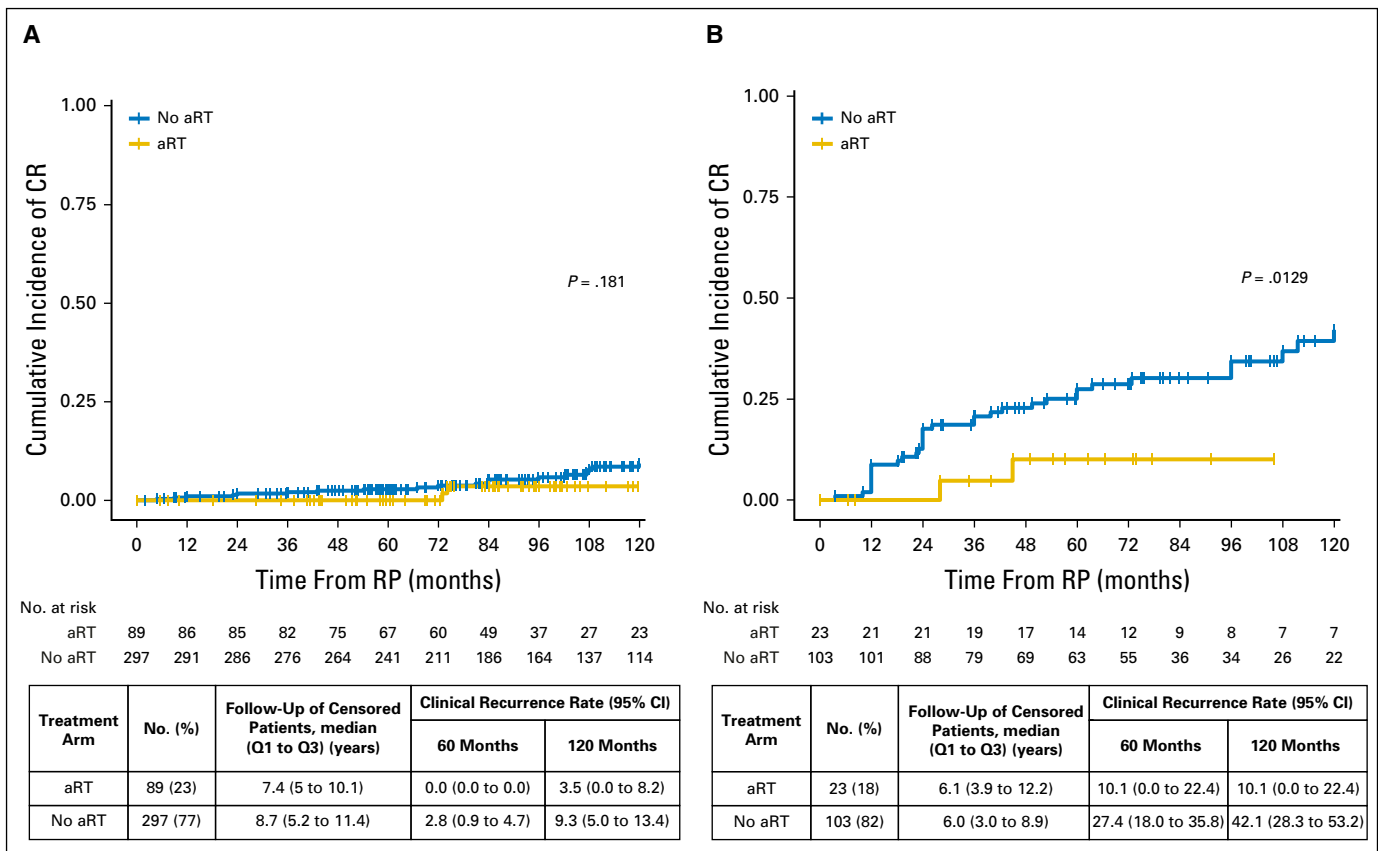 A
1.00
0.75
0.50
0.25
0.00
Cumulative Incidence of CR
No aRT
aRT
P = .181
0 12 24 36 48 60 72 84 96 108 120
Time From RP (months)
No. at risk
aRT 89 86 85 82 75 67 60 49 37 27 23
No aRT 297 291 286 276 264 241 211 186 164 137 114
Treatment Arm
No. (%)
Follow-Up of Censored Patients, median (Q1 to Q3) (years)
Clinical Recurrence Rate (95% CI)
60 Months 120 Months
aRT 89 (23) 7.4 (5 to 10.1) 0.0 (0.0 to 0.0) 3.5 (0.0 to 8.2)
No aRT 297 (77) 8.7 (5.2 to 11.4) 2.8 (0.9 to 4.7) 9.3 (5.0 to 13.4)
B
1.00
0.75
0.50
0.25
0.00
Cumulative Incidence of CR
No aRT
aRT
P = .0129
0 12 24 36 48 60 72 84 96 108 120
Time From RP (months)
No. at risk
aRT 23 21 21 19 17 14 12 9 8 7 7
No aRT 103 101 88 79 69 63 55 36 34 26 22
Treatment Arm
No. (%)
Follow-Up of Censored Patients, median (Q1 to Q3) (years)
Clinical Recurrence Rate (95% CI)
60 Months 120 Months
aRT 23 (18) 6.1 (3.9 to 12.2) 10.1 (0.0 to 22.4) 10.1 (0.0 to 22.4)
No aRT 103 (82) 6.0 (3.0 to 8.9) 27.4 (18.0 to 35.8) 42.1 (28.3 to 53.2)